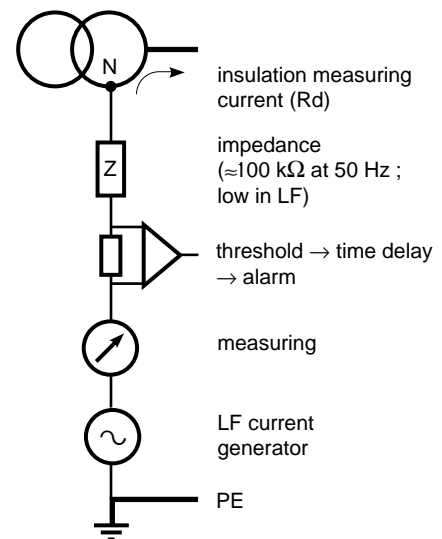 N
insulation measuring
current (Rd)
Z
impedance
(≈100 kΩ at 50 Hz ;
low in LF)
threshold → time delay
→ alarm
measuring
LF current
generator
PE